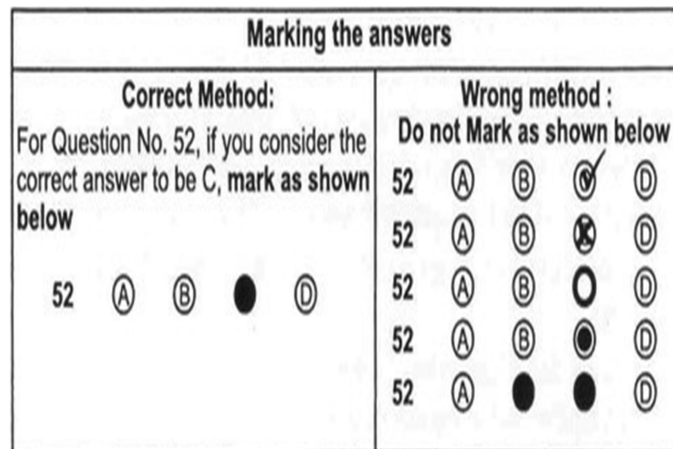 Marking the answers
Correct Method:
For Question No. 52, if you consider the
correct answer to be C, mark as shown
below
52 A B D
Wrong method :
Do not Mark as shown below
52 A B D
52 A B D
52 A B D
52 A B D
52 A D